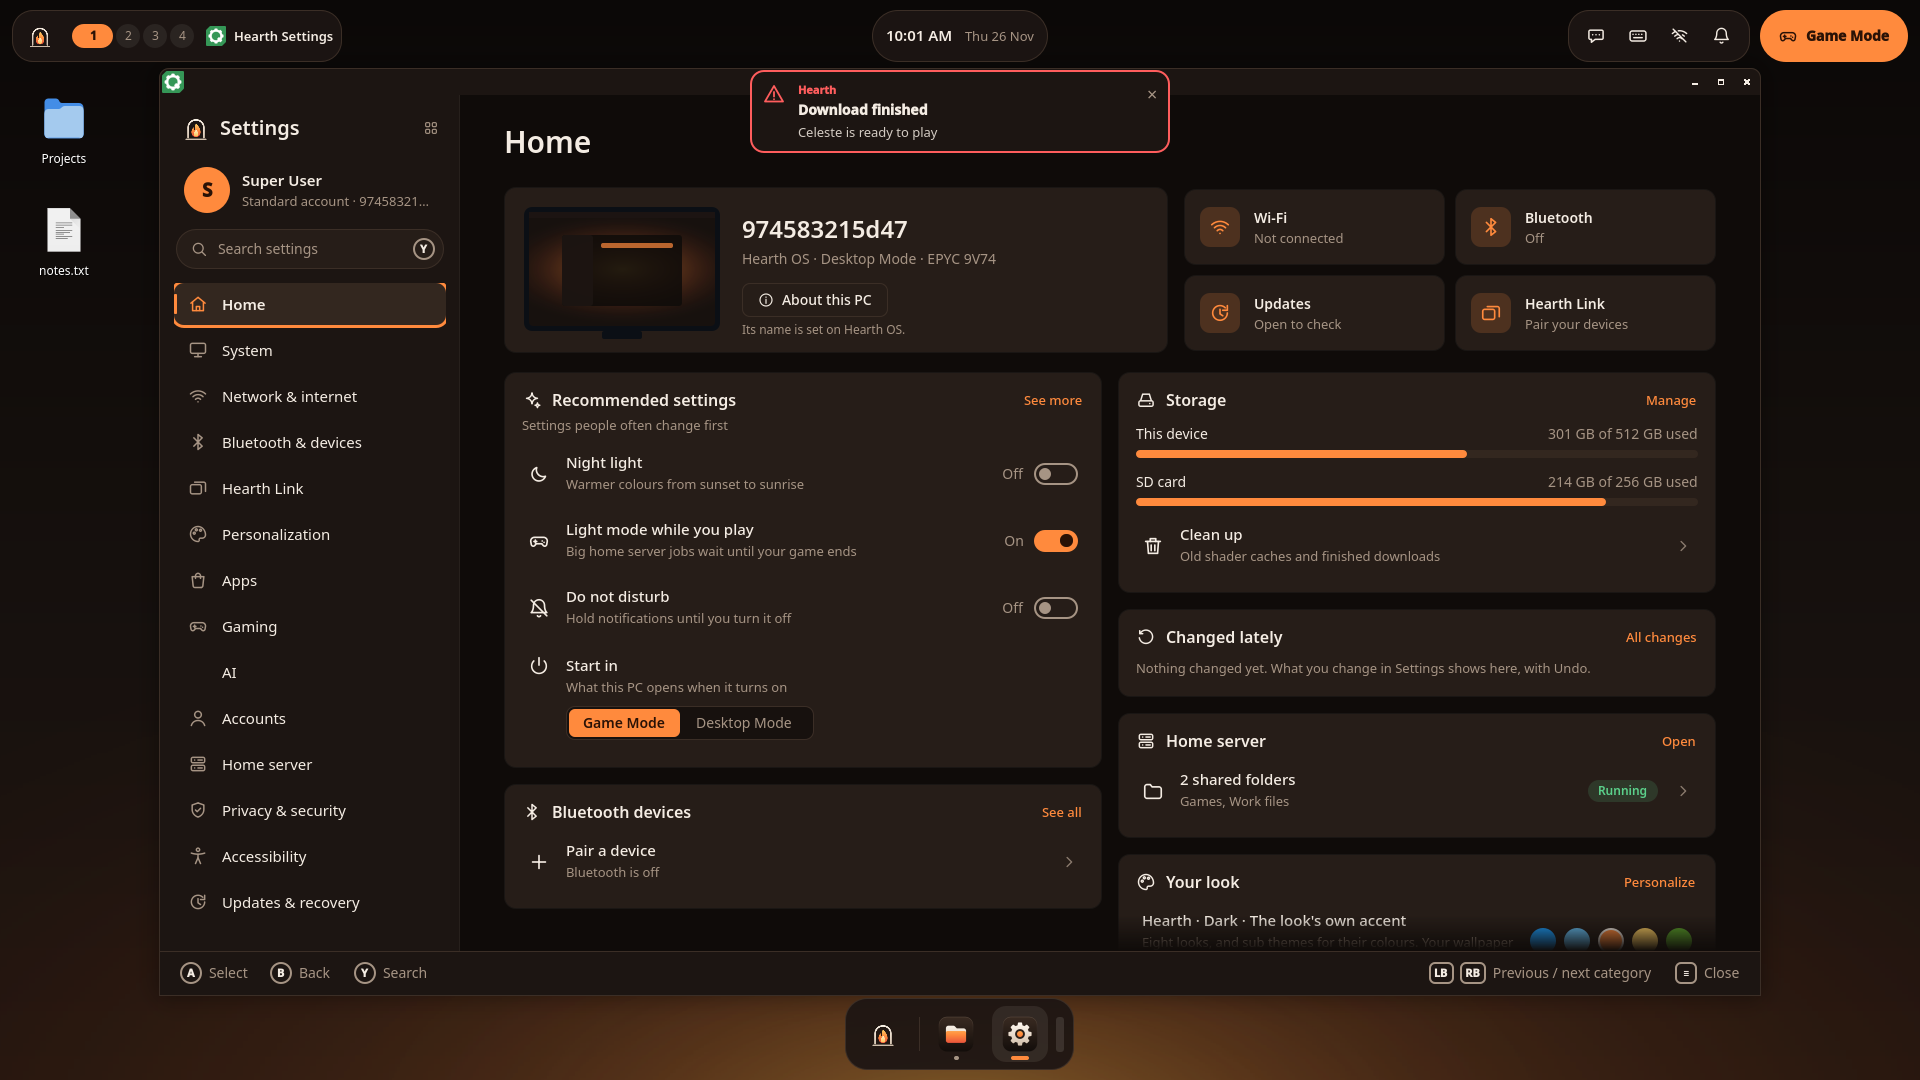 1 2 3 4 Hearth Settings
10:01 AM Thu 26 Nov
Game Mode
Projects
notes.txt
Hearth
Download finished
Celeste is ready to play
Settings
S
Super User
Standard account · 97458321...
Search settings Y
Home
System
Network & internet
Bluetooth & devices
Hearth Link
Personalization
Apps
Gaming
AI
Accounts
Home server
Privacy & security
Accessibility
Updates & recovery
Home
974583215d47
Hearth OS · Desktop Mode · EPYC 9V74
About this PC
Its name is set on Hearth OS.
Wi-Fi
Not connected
Bluetooth
Off
Updates
Open to check
Hearth Link
Pair your devices
Recommended settings See more
Settings people often change first
Night light
Warmer colours from sunset to sunrise
Off
Light mode while you play
Big home server jobs wait until your game ends
On
Do not disturb
Hold notifications until you turn it off
Off
Start in
What this PC opens when it turns on
Game Mode Desktop Mode
Bluetooth devices See all
Pair a device
Bluetooth is off
Storage Manage
This device 301 GB of 512 GB used
SD card 214 GB of 256 GB used
Clean up
Old shader caches and finished downloads
Changed lately All changes
Nothing changed yet. What you change in Settings shows here, with Undo.
Home server Open
2 shared folders
Games, Work files
Running
Your look Personalize
Hearth · Dark · The look's own accent
Eight looks, and sub themes for their colours. Your wallpaper
A Select B Back Y Search
LB RB Previous / next category Close